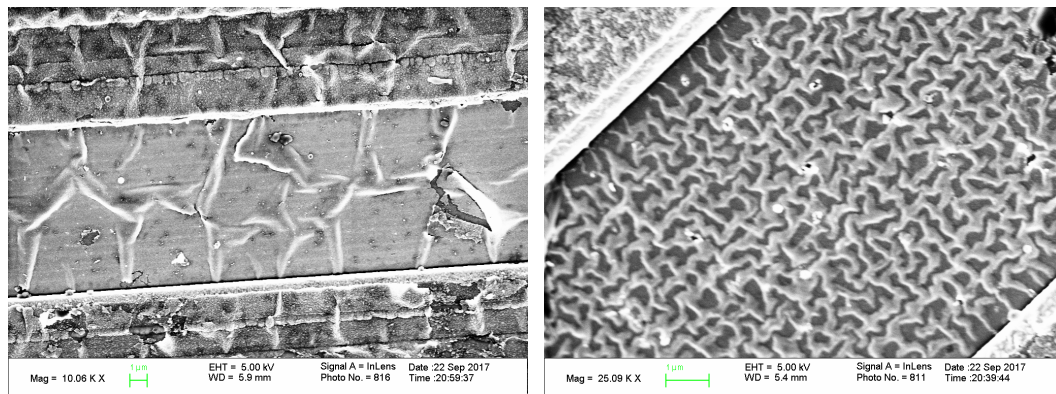 Mag = 10.06 K X
1 µm
EHT = 5.00 kV
WD = 5.9 mm
Signal A = InLens
Photo No. = 816
Date :22 Sep 2017
Time :20:59:37
Mag = 25.09 K X
1 µm
EHT = 5.00 kV
WD = 5.4 mm
Signal A = InLens
Photo No. = 811
Date :22 Sep 2017
Time :20:39:44